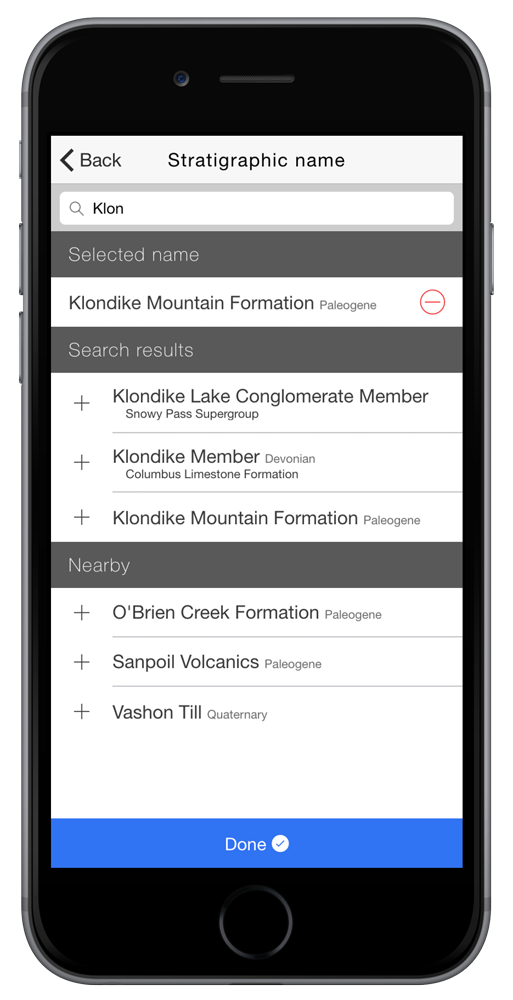 Back Stratigraphic name
Klon
Selected name
Klondike Mountain Formation Paleogene
Search results
Klondike Lake Conglomerate Member
Snowy Pass Supergroup
Klondike Member Devonian
Columbus Limestone Formation
Klondike Mountain Formation Paleogene
Nearby
O'Brien Creek Formation Paleogene
Sanpoil Volcanics Paleogene
Vashon Till Quaternary
Done